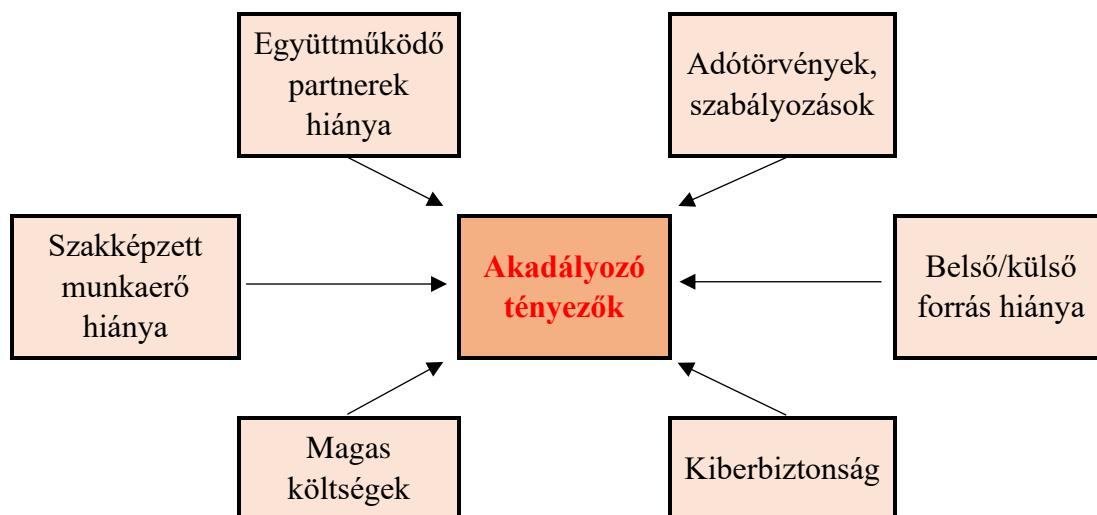 Együttműködő
partnerek
hiánya
Adótörvények,
szabályozások
Szakképzett
munkaerő
hiánya
Akadályozó
tényezők
Belső/külső
forrás hiánya
Magas
költségek
Kiberbiztonság